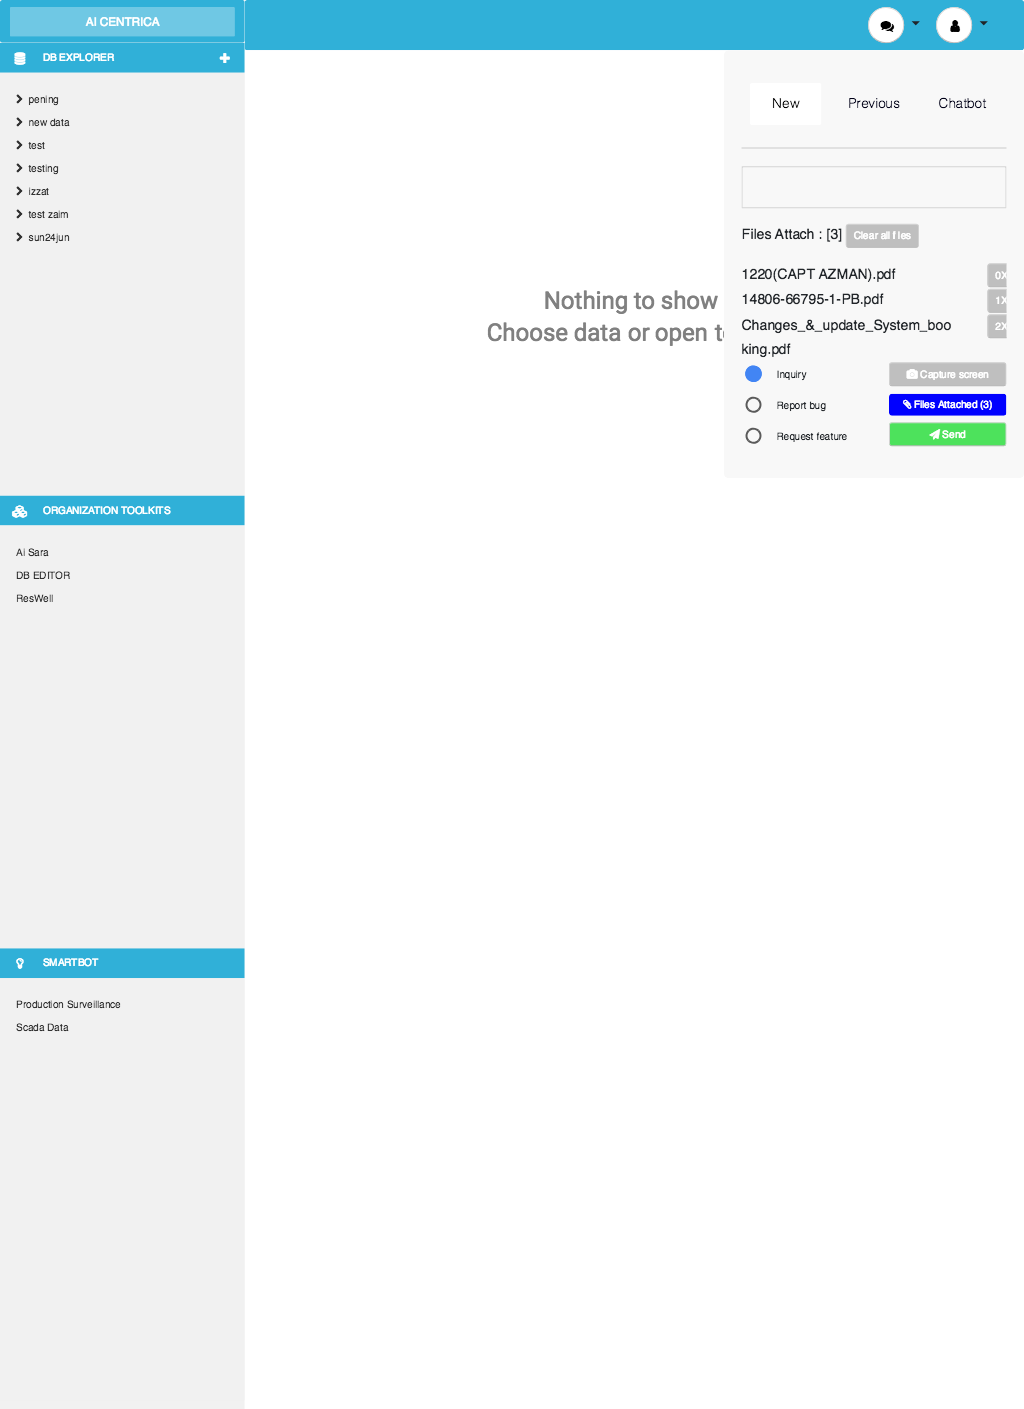 Ai CENTRICA
DB EXPLORER
pening
new data
test
testing
izzat
test zaim
sun24jun
ORGANIZATION TOOLKITS
Ai Sara
DB EDITOR
ResWell
SMARTBOT
Production Surveillance
Scada Data
Nothing to show
Choose data or open
New
Previous
Chatbot
Files Attach : [3] Clear all files
1220(CAPT AZMAN).pdf 0X
14806-66795-1-PB.pdf 1X
Changes_&_update_System_boo 2X
king.pdf
Inquiry
Capture screen
Report bug
Files Attached (3)
Request feature
Send